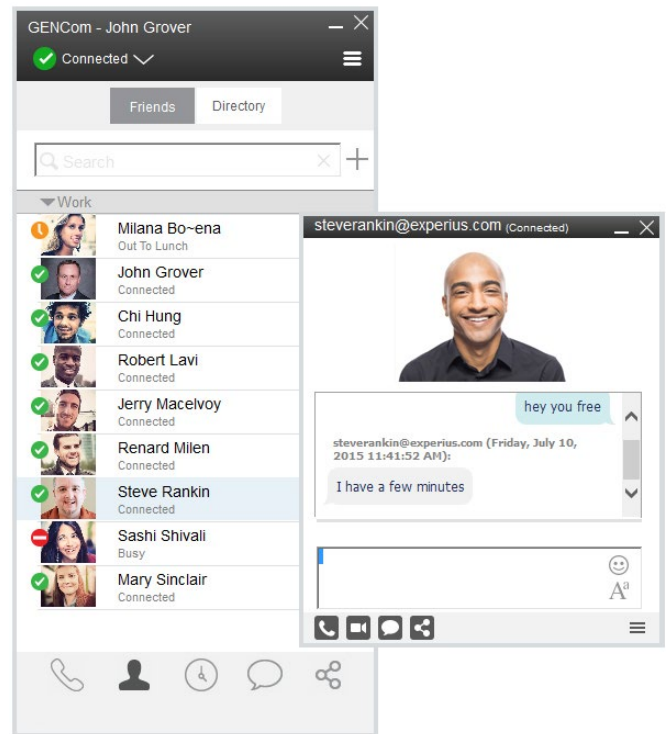 GENCom - John Grover
Connected
Friends Directory
Search
Work
Milana Bo~ena
Out To Lunch
John Grover
Connected
Chi Hung
Connected
Robert Lavi
Connected
Jerry Macelvoy
Connected
Renard Milen
Connected
Steve Rankin
Connected
Sashi Shivali
Busy
Mary Sinclair
Connected
steverankin@experius.com (Connected)
hey you free
steverankin@experius.com (Friday, July 10,
2015 11:41:52 AM):
I have a few minutes
Aa